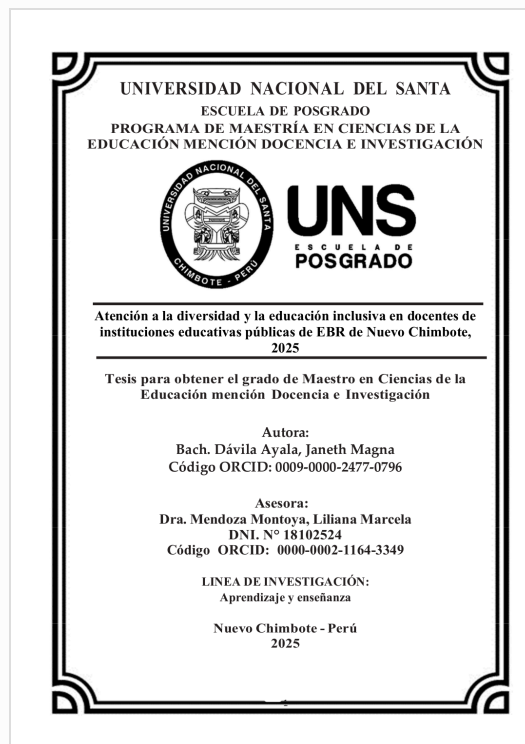 UNIVERSIDAD NACIONAL DEL SANTA
ESCUELA DE POSGRADO
PROGRAMA DE MAESTRÍA EN CIENCIAS DE LA
EDUCACIÓN MENCIÓN DOCENCIA E INVESTIGACIÓN
UNIVERSIDAD NACIONAL DEL SANTA
CHIMBOTE - PERU
UNS
ESCUELA DE
POSGRADO
Atención a la diversidad y la educación inclusiva en docentes de
instituciones educativas públicas de EBR de Nuevo Chimbote,
2025
Tesis para obtener el grado de Maestro en Ciencias de la
Educación mención Docencia e Investigación
Autora:
Bach. Dávila Ayala, Janeth Magna
Código ORCID: 0009-0000-2477-0796
Asesora:
Dra. Mendoza Montoya, Liliana Marcela
DNI. N° 18102524
Código ORCID: 0000-0002-1164-3349
LINEA DE INVESTIGACIÓN:
Aprendizaje y enseñanza
Nuevo Chimbote - Perú
2025